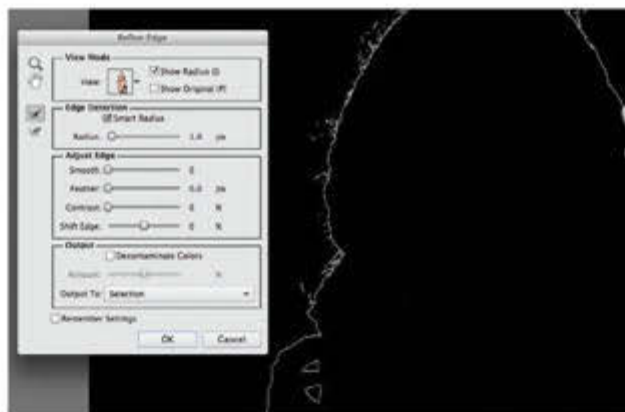 Refine Edge
View Mode
View:
Show Radius (J)
Show Original (P)
Edge Detection
Smart Radius
Radius: 1.0 px
Adjust Edge
Smooth: 0
Feather: 0.0 px
Contrast: 0 %
Shift Edge: 0 %
Output
Decontaminate Colors
Amount: %
Output To: Selection
Remember Settings
OK Cancel